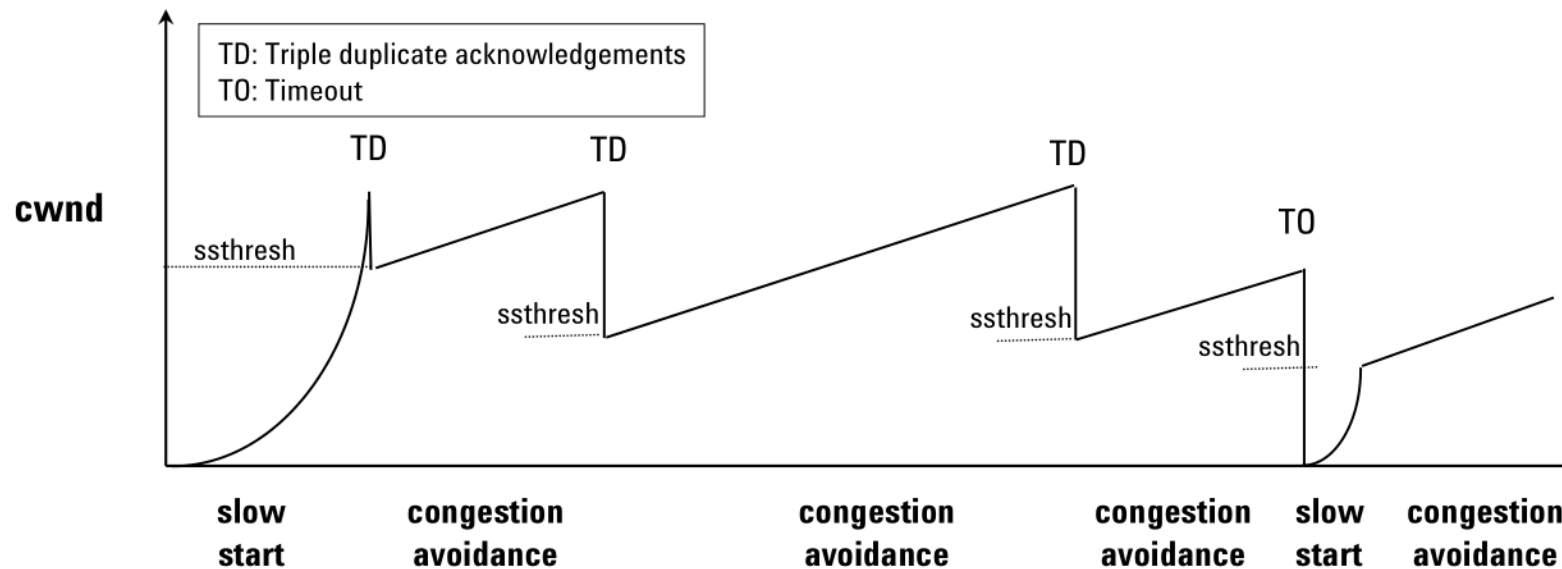 TD: Triple duplicate acknowledgements
TO: Timeout
TD
TD
TD
TO
cwnd
ssthresh
ssthresh
ssthresh
ssthresh
slow
start
congestion
avoidance
congestion
avoidance
congestion
avoidance
slow
start
congestion
avoidance